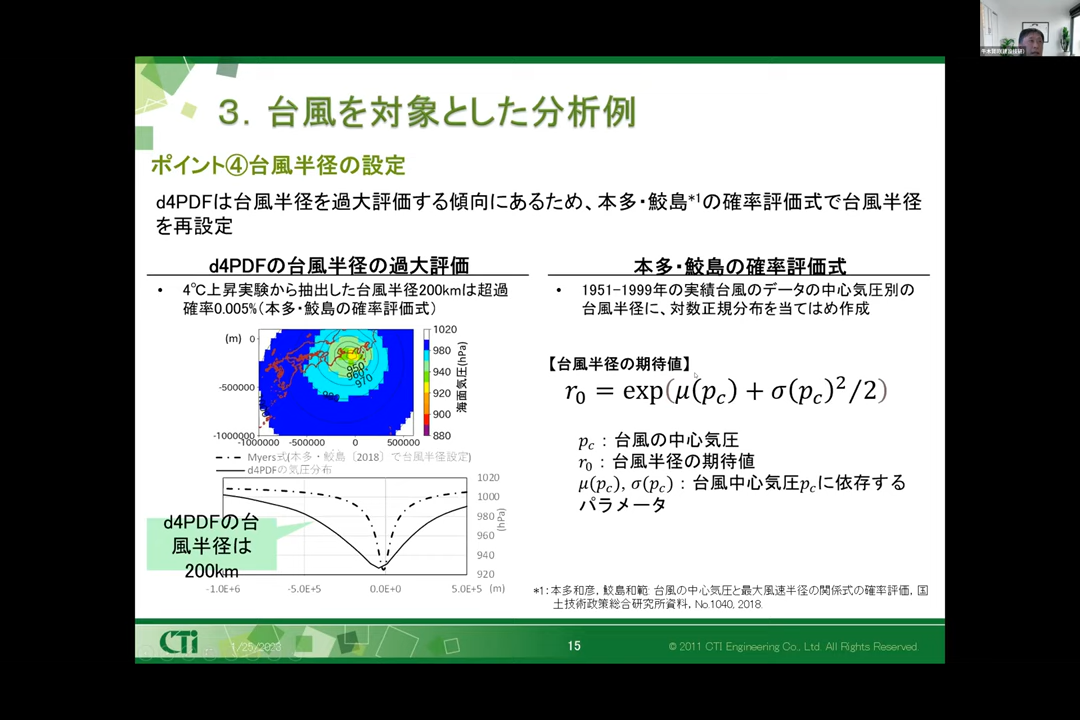 3．台風を対象とした分析例
ポイント④台風半径の設定
d4PDFは台風半径を過大評価する傾向にあるため、本多・鮫島*1の確率評価式で台風半径
を再設定
d4PDFの台風半径の過大評価
• 4℃上昇実験から抽出した台風半径200kmは超過
確率0.005%（本多・鮫島の確率評価式）
(m) 0
-500000
-1000000
-1000000 -500000 0 500000
950
960
970
980
1020
980
940
920
900
880
海面気圧(hPa)
Myers式(本多・鮫島〔2018〕で台風半径設定)
d4PDFの気圧分布
1020
1000
980
960
940
920
(hPa)
-1.0E+6 -5.0E+5 0.0E+0 5.0E+5 (m)
d4PDFの台
風半径は
200km
本多・鮫島の確率評価式
• 1951-1999年の実績台風のデータの中心気圧別の
台風半径に、対数正規分布を当てはめ作成
【台風半径の期待値】
r₀ = exp(μ(p_c) + σ(p_c)²/2)
p_c：台風の中心気圧
r₀：台風半径の期待値
μ(p_c), σ(p_c)：台風中心気圧p_cに依存する
パラメータ
*1：本多和彦, 鮫島和範: 台風の中心気圧と最大風速半径の関係式の確率評価, 国
土技術政策総合研究所資料, No.1040, 2018.
CTi
1/25/2023
15
© 2011 CTI Engineering Co., Ltd. All Rights Reserved.